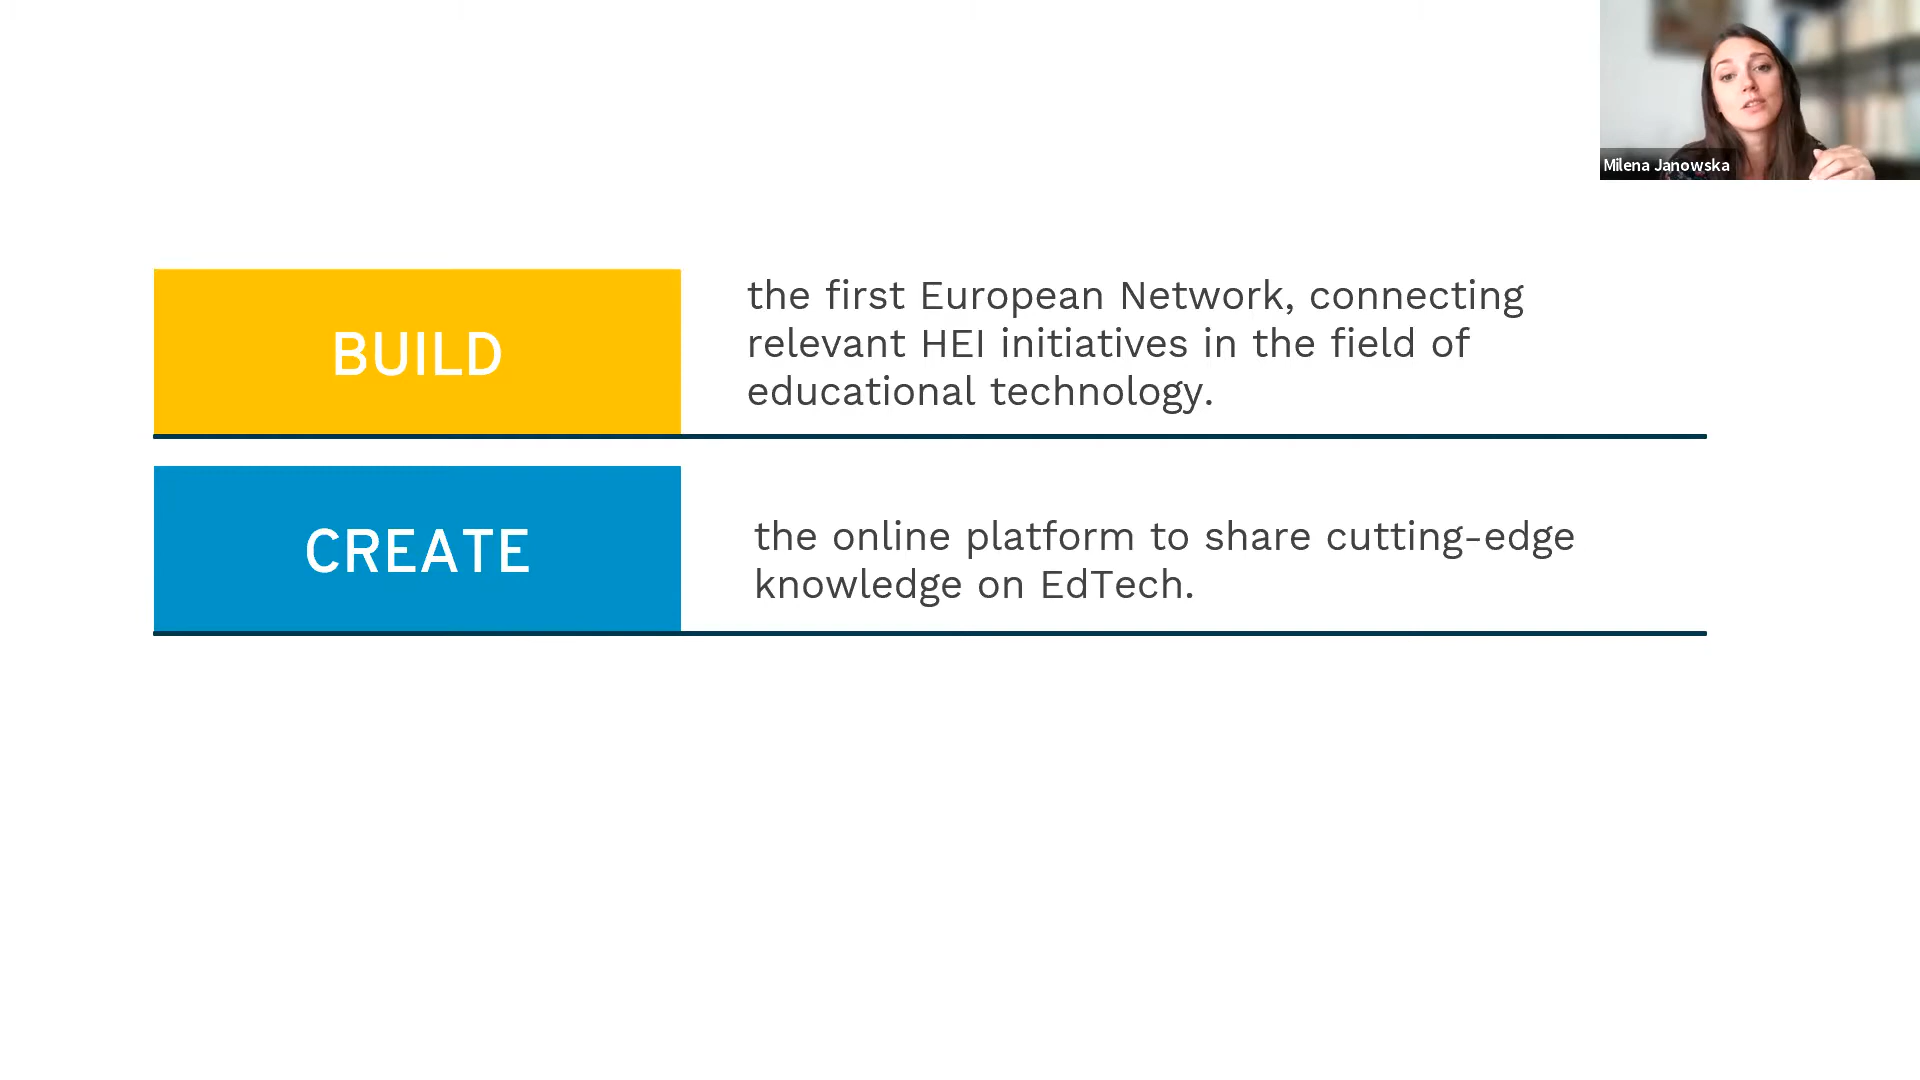 Milena Janowska
BUILD
the first European Network, connecting
relevant HEI initiatives in the field of
educational technology.
CREATE
the online platform to share cutting-edge
knowledge on EdTech.